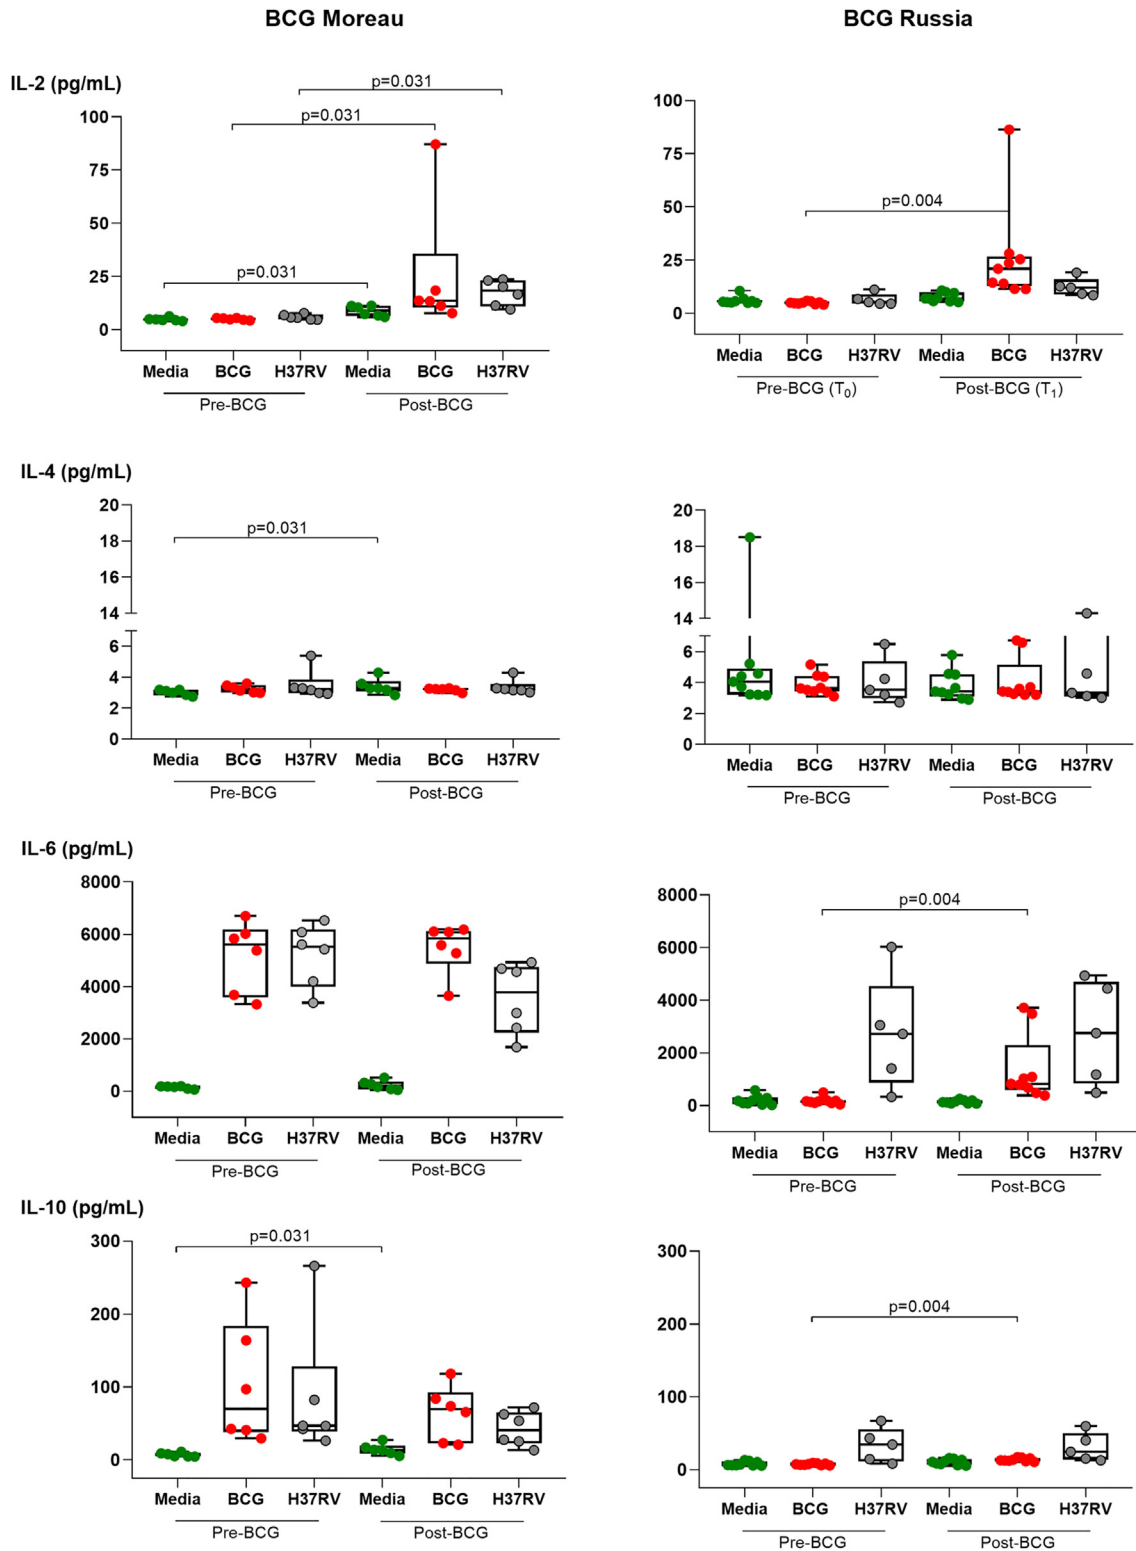 BCG Moreau
BCG Russia
IL-2 (pg/mL)
p=0.031
p=0.031
p=0.031
100
75
50
25
0
Media BCG H37RV Media BCG H37RV
Pre-BCG Post-BCG
p=0.004
100
75
50
25
0
Media BCG H37RV Media BCG H37RV
Pre-BCG (T0) Post-BCG (T1)
IL-4 (pg/mL)
p=0.031
20
18
16
14
6
4
2
0
Media BCG H37RV Media BCG H37RV
Pre-BCG Post-BCG
20
18
16
14
6
4
2
0
Media BCG H37RV Media BCG H37RV
Pre-BCG Post-BCG
IL-6 (pg/mL)
8000
6000
4000
2000
0
Media BCG H37RV Media BCG H37RV
Pre-BCG Post-BCG
p=0.004
8000
6000
4000
2000
0
Media BCG H37RV Media BCG H37RV
Pre-BCG Post-BCG
IL-10 (pg/mL)
p=0.031
300
200
100
0
Media BCG H37RV Media BCG H37RV
Pre-BCG Post-BCG
p=0.004
300
200
100
0
Media BCG H37RV Media BCG H37RV
Pre-BCG Post-BCG